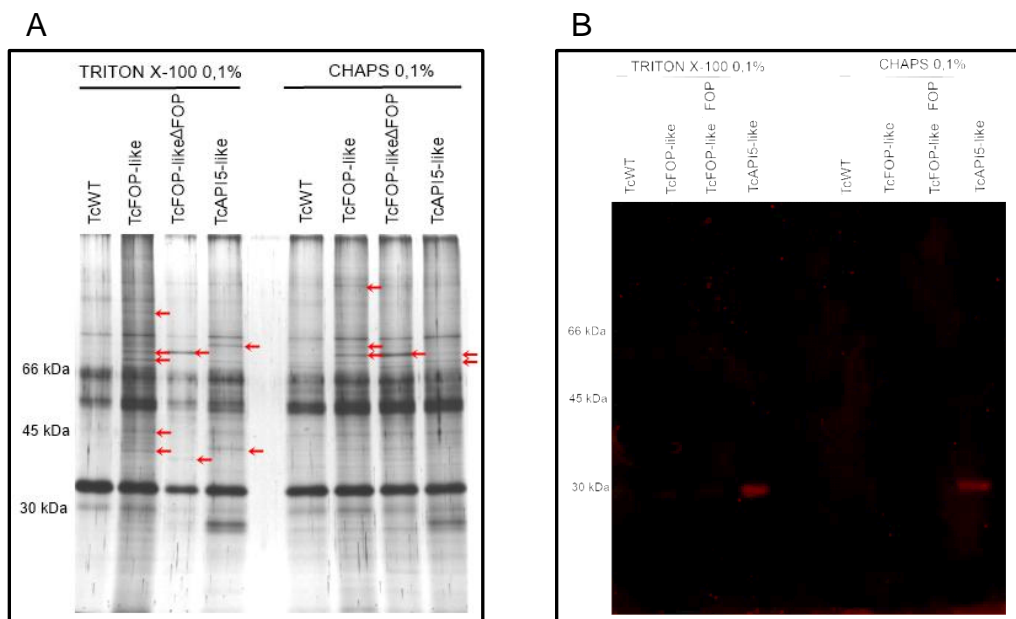 A
TRITON X-100 0,1%
CHAPS 0,1%
TcWT
TcFOP-like
TcFOP-likeΔFOP
TcAPI5-like
TcWT
TcFOP-like
TcFOP-likeΔFOP
TcAPI5-like
66 kDa
45 kDa
30 kDa
B
TRITON X-100 0,1%
CHAPS 0,1%
TcWT
TcFOP-like
TcFOP-like FOP
TcAPI5-like
TcWT
TcFOP-like
TcFOP-like FOP
TcAPI5-like
66 kDa
45 kDa
30 kDa